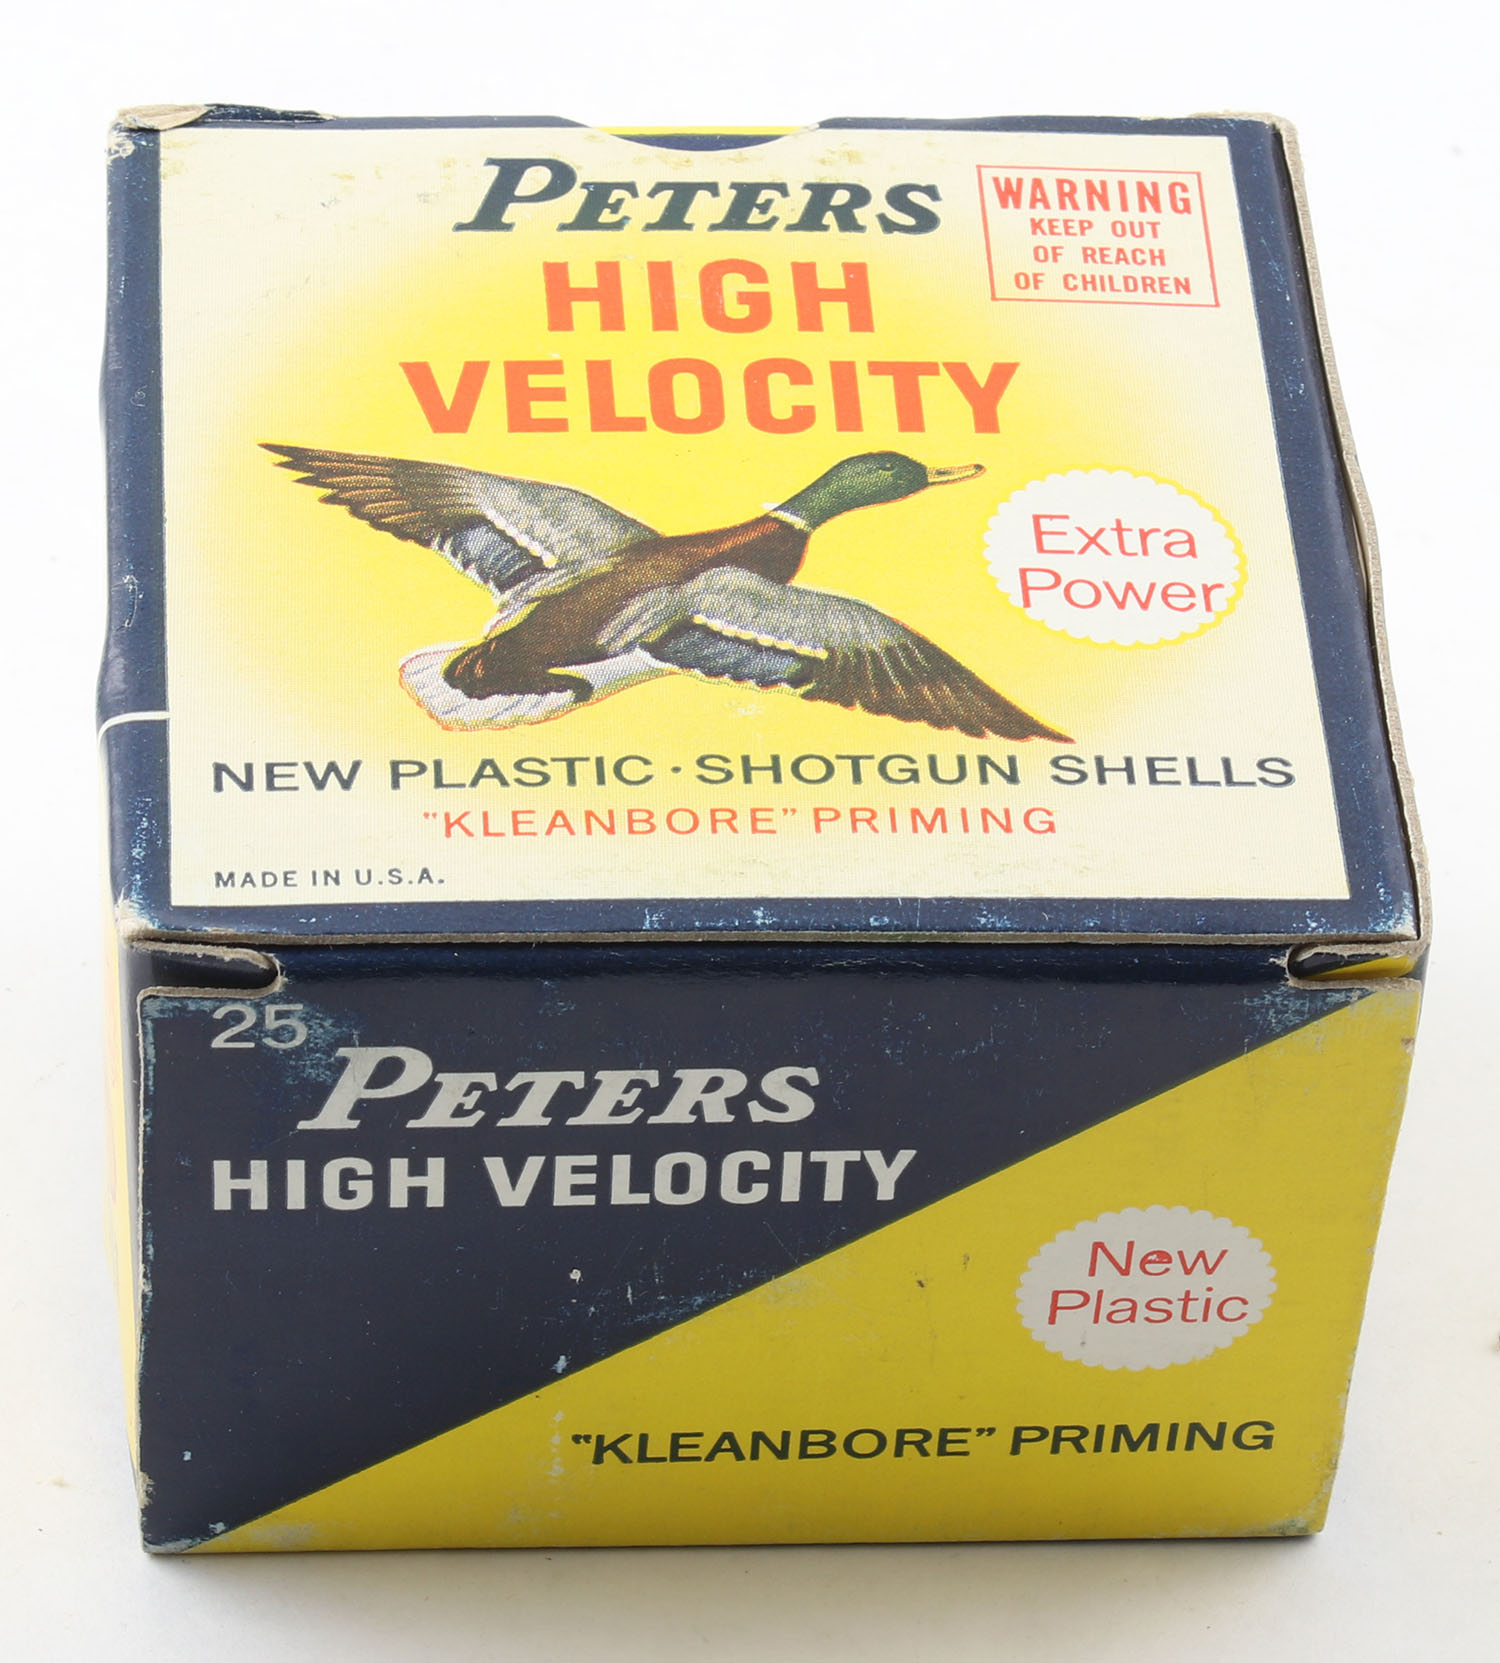 PETERS
HIGH
VELOCITY
WARNING
KEEP OUT
OF REACH
OF CHILDREN
Extra
Power
NEW PLASTIC · SHOTGUN SHELLS
"KLEANBORE" PRIMING
MADE IN U.S.A.
25
PETERS
HIGH VELOCITY
New
Plastic
"KLEANBORE" PRIMING